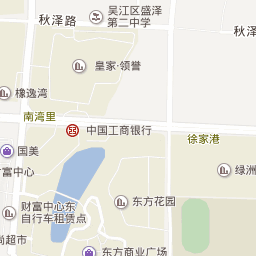 吴江区盛泽
第二中学
秋泽路
秋泽
皇家·领誉
橡逸湾
南湾里
中国工商银行
徐家港
国美
绿洲
财富中心
东方花园
财富中心东
自行车租赁点
尚超市
东方商业广场